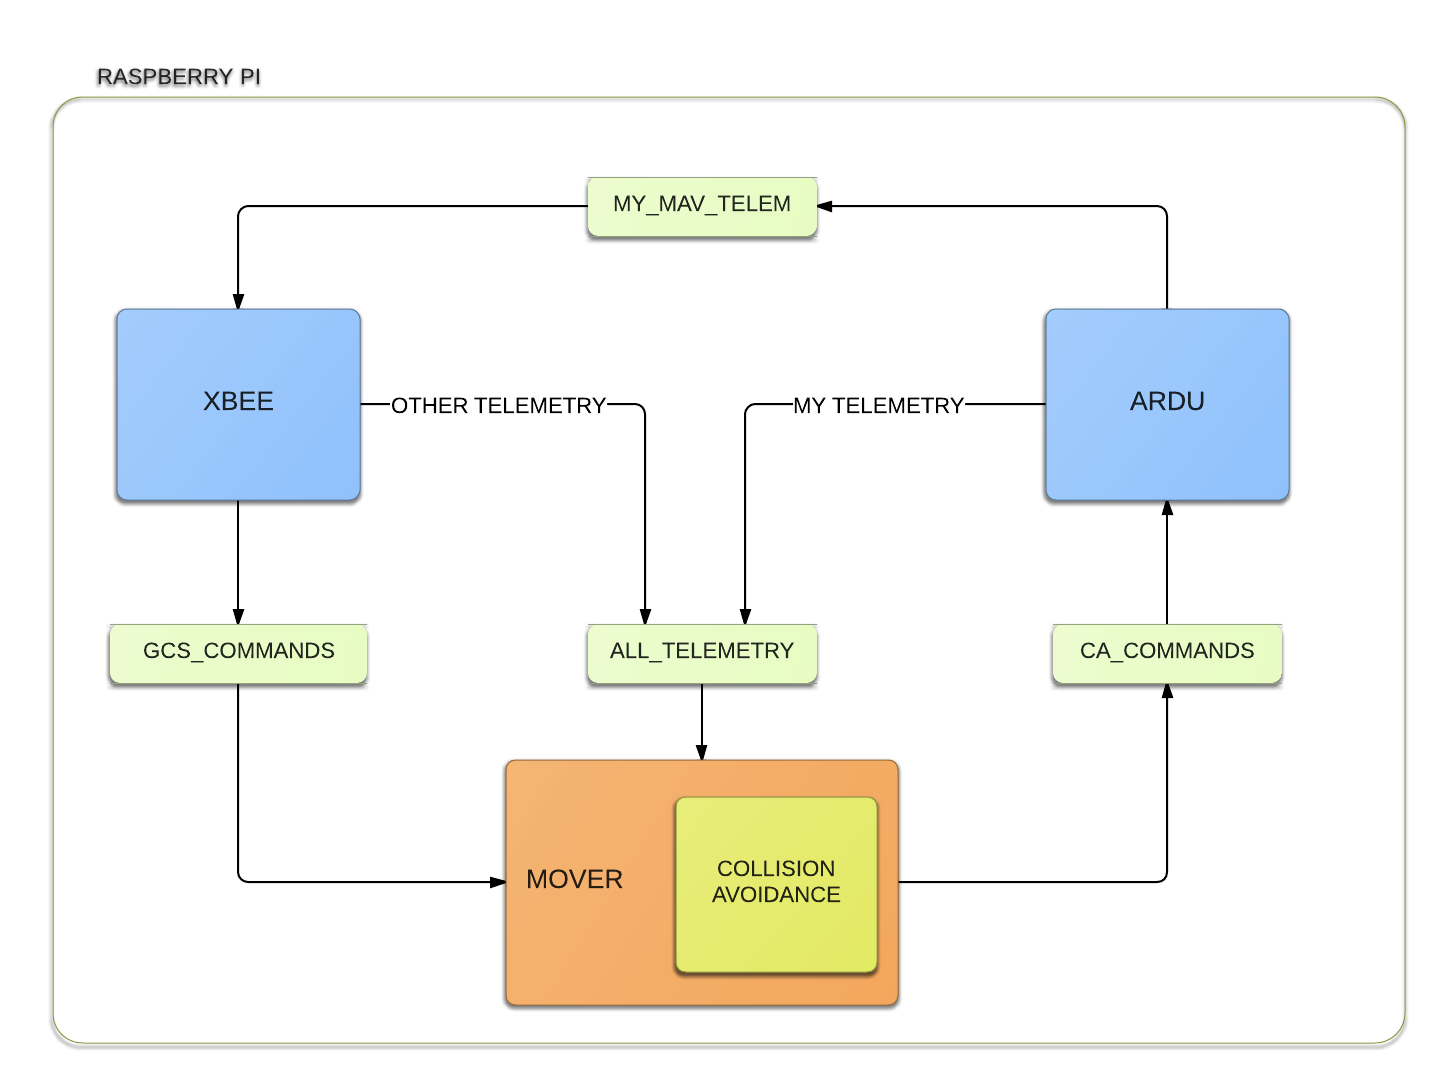 RASPBERRY PI
MY_MAV_TELEM
XBEE
ARDU
OTHER TELEMETRY
MY TELEMETRY
GCS_COMMANDS
ALL_TELEMETRY
CA_COMMANDS
MOVER
COLLISION
AVOIDANCE